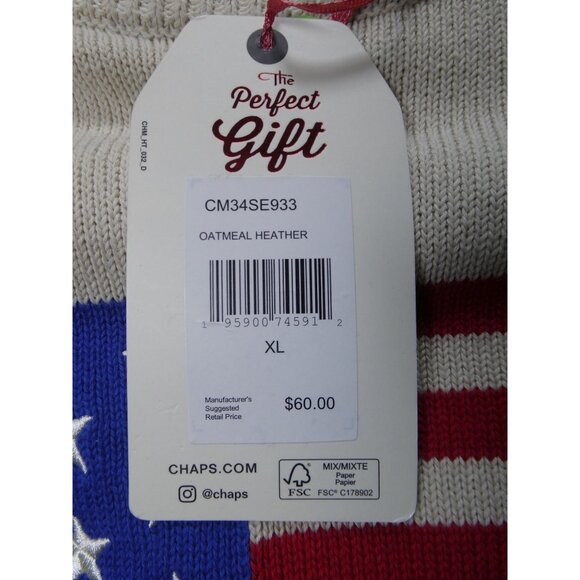 The
Perfect
Gift
CHM_HT_032_D
CM34SE933
OATMEAL HEATHER
1 95900 74591 2
XL
Manufacturer's
Suggested
Retail Price
$60.00
CHAPS.COM
@chaps
FSC
MIX/MIXTE
Paper
Papier
FSC® C178902